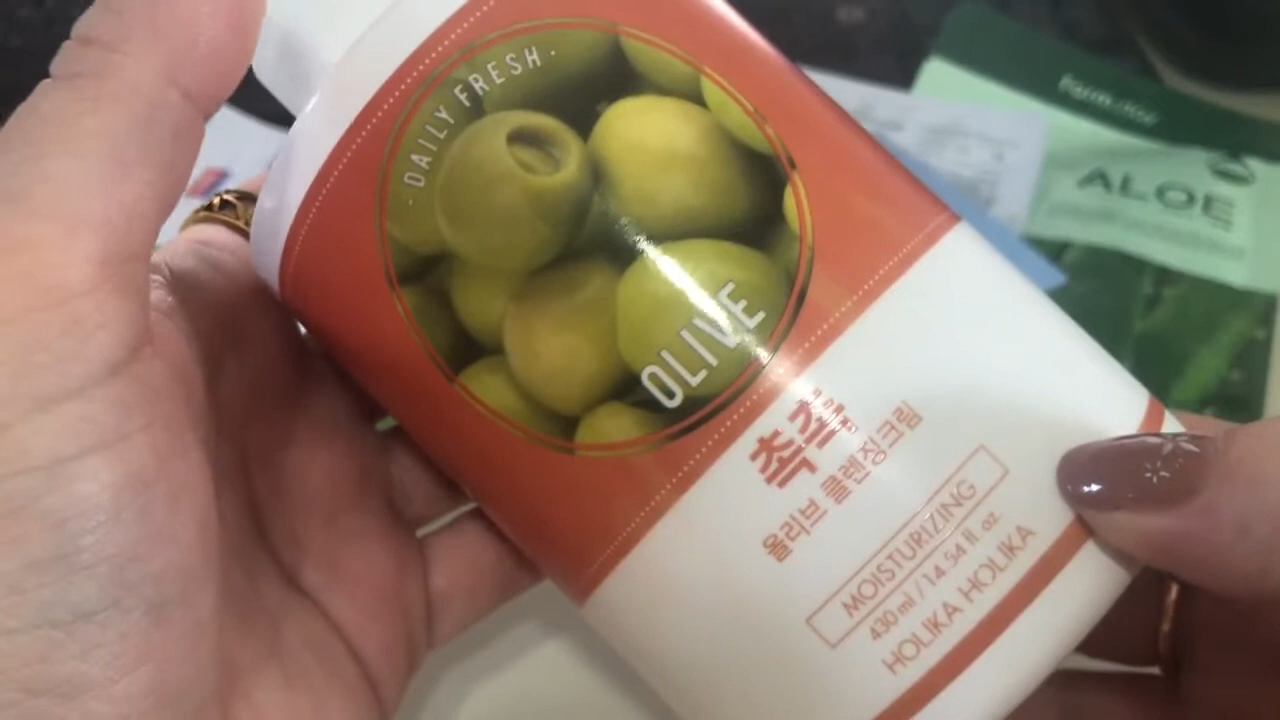 · DAILY FRESH ·
OLIVE
촉촉
올리브 클렌징크림
MOISTURIZING
430 ml / 14.54 fl oz
HOLIKA HOLIKA
ALOE